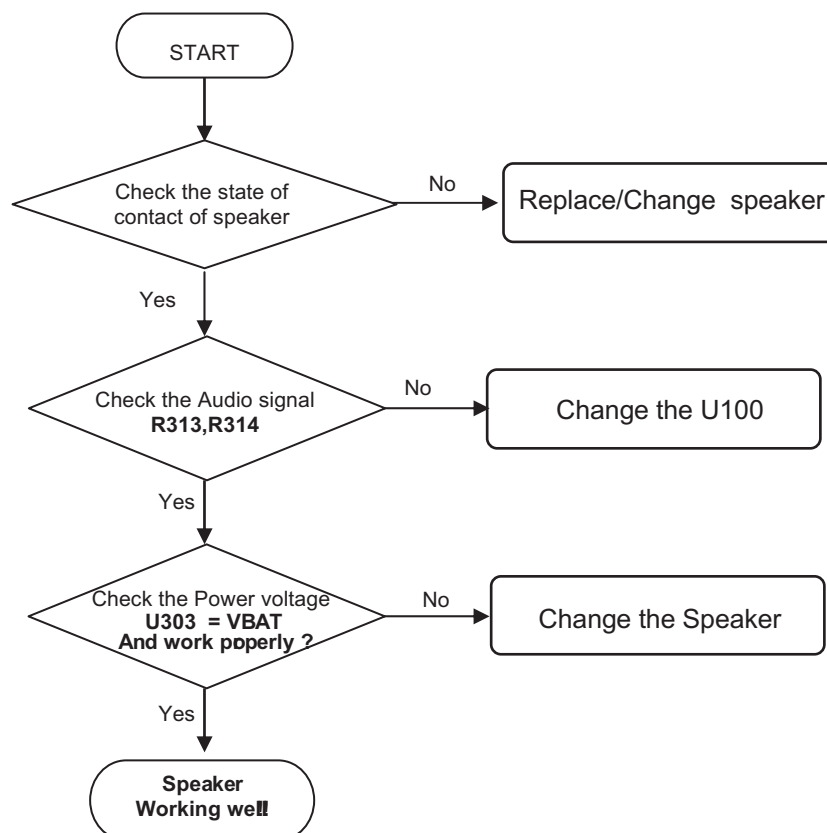 START
Check the state of
contact of speaker
No
Replace/Change speaker
Yes
Check the Audio signal
R313,R314
No
Change the U100
Yes
Check the Power voltage
U303 = VBAT
And work poperly ?
No
Change the Speaker
Yes
Speaker
Working well!